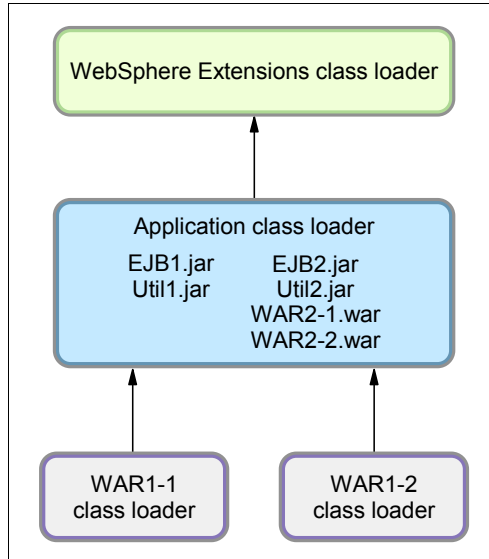 WebSphere Extensions class loader
Application class loader
EJB1.jar EJB2.jar
Util1.jar Util2.jar
WAR2-1.war
WAR2-2.war
WAR1-1
class loader
WAR1-2
class loader